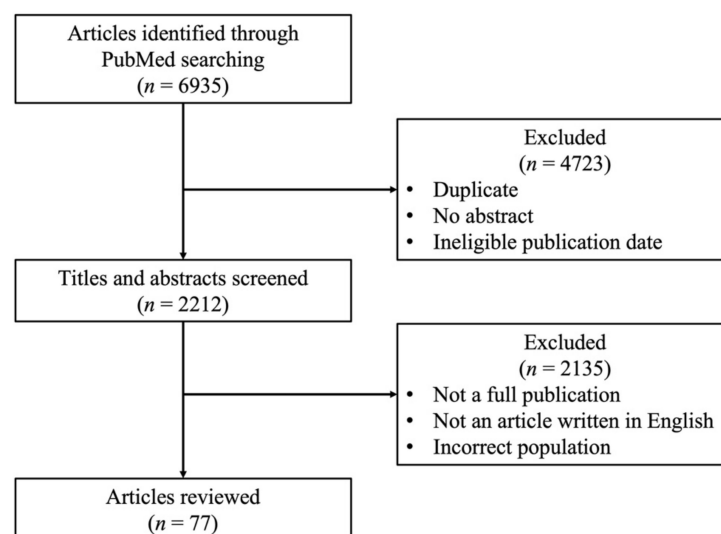 Articles identified through
PubMed searching
(n = 6935)
Excluded
(n = 4723)
• Duplicate
• No abstract
• Ineligible publication date
Titles and abstracts screened
(n = 2212)
Excluded
(n = 2135)
• Not a full publication
• Not an article written in English
• Incorrect population
Articles reviewed
(n = 77)